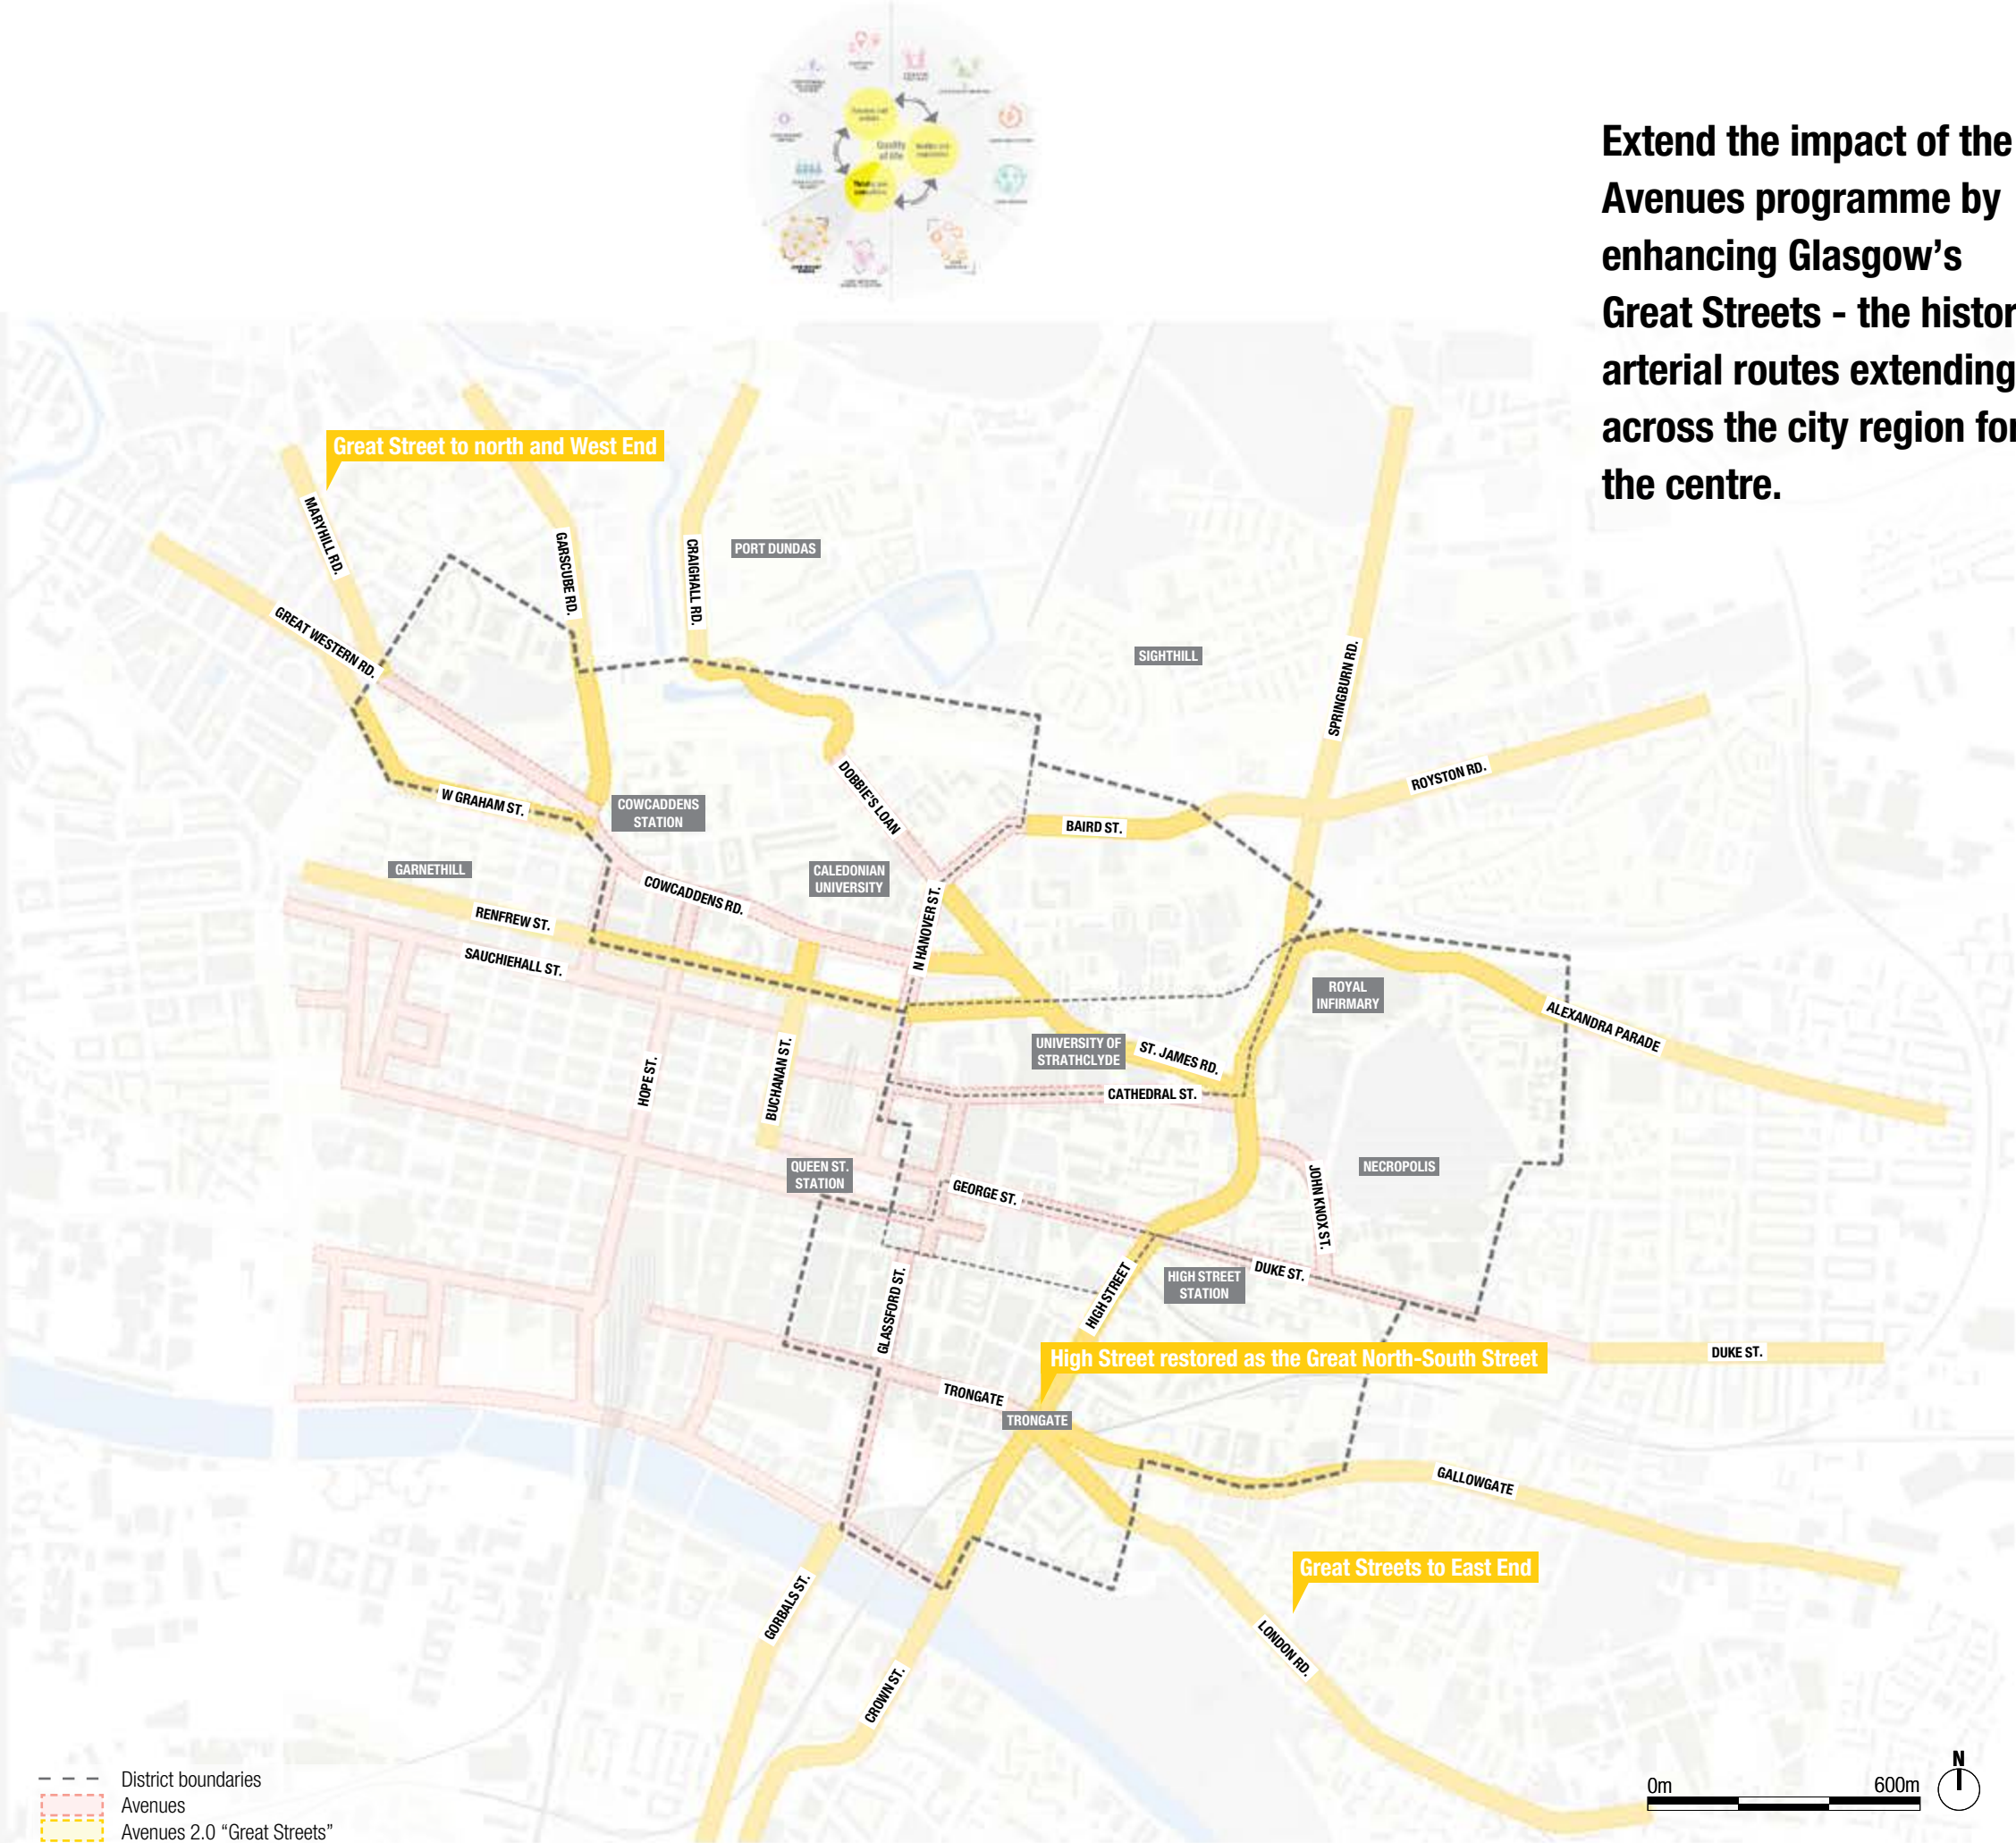 Quality
of life
Extend the impact of the
Avenues programme by
enhancing Glasgow's
Great Streets - the histor
arterial routes extending
across the city region for
the centre.
Great Street to north and West End
MARYHILL RD.
GARSCUBE RD.
CRAIGHALL RD.
PORT DUNDAS
GREAT WESTERN RD.
SIGHTHILL
SPRINGBURN RD.
ROYSTON RD.
W GRAHAM ST.
COWCADDENS
STATION
DOBBIE'S LOAN
BAIRD ST.
GARNETHILL
COWCADDENS RD.
CALEDONIAN
UNIVERSITY
RENFREW ST.
N HANOVER ST.
SAUCHIEHALL ST.
ROYAL
INFIRMARY
ALEXANDRA PARADE
HOPE ST.
BUCHANAN ST.
UNIVERSITY OF
STRATHCLYDE
ST. JAMES RD.
CATHEDRAL ST.
QUEEN ST.
STATION
GEORGE ST.
JOHN KNOX ST.
NECROPOLIS
GLASSFORD ST.
HIGH STREET
HIGH STREET
STATION
DUKE ST.
High Street restored as the Great North-South Street
DUKE ST.
TRONGATE
TRONGATE
GALLOWGATE
Great Streets to East End
GORBALS ST.
LONDON RD.
CROWN ST.
District boundaries
Avenues
Avenues 2.0 “Great Streets”
0m 600m
N